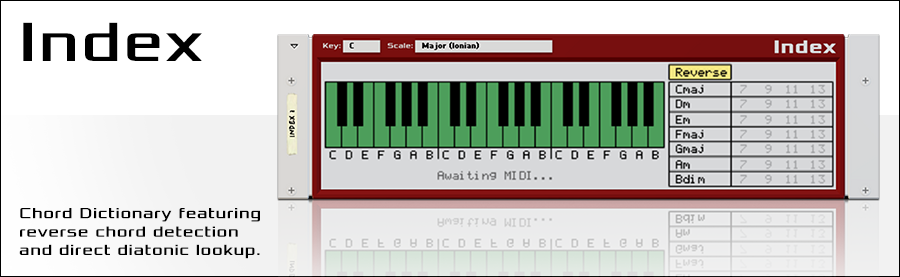 Index
Key: C Scale: Major (Ionian) Index
Reverse
Cmaj 7 9 11 13
Dm 7 9 11 13
Em 7 9 11 13
Fmaj 7 9 11 13
Gmaj 7 9 11 13
Am 7 9 11 13
Bdim 7 9 11 13
C D E F G A B C D E F G A B C D E F G A B
Awaiting MIDI...
INDEX 1
Chord Dictionary featuring
reverse chord detection
and direct diatonic lookup.